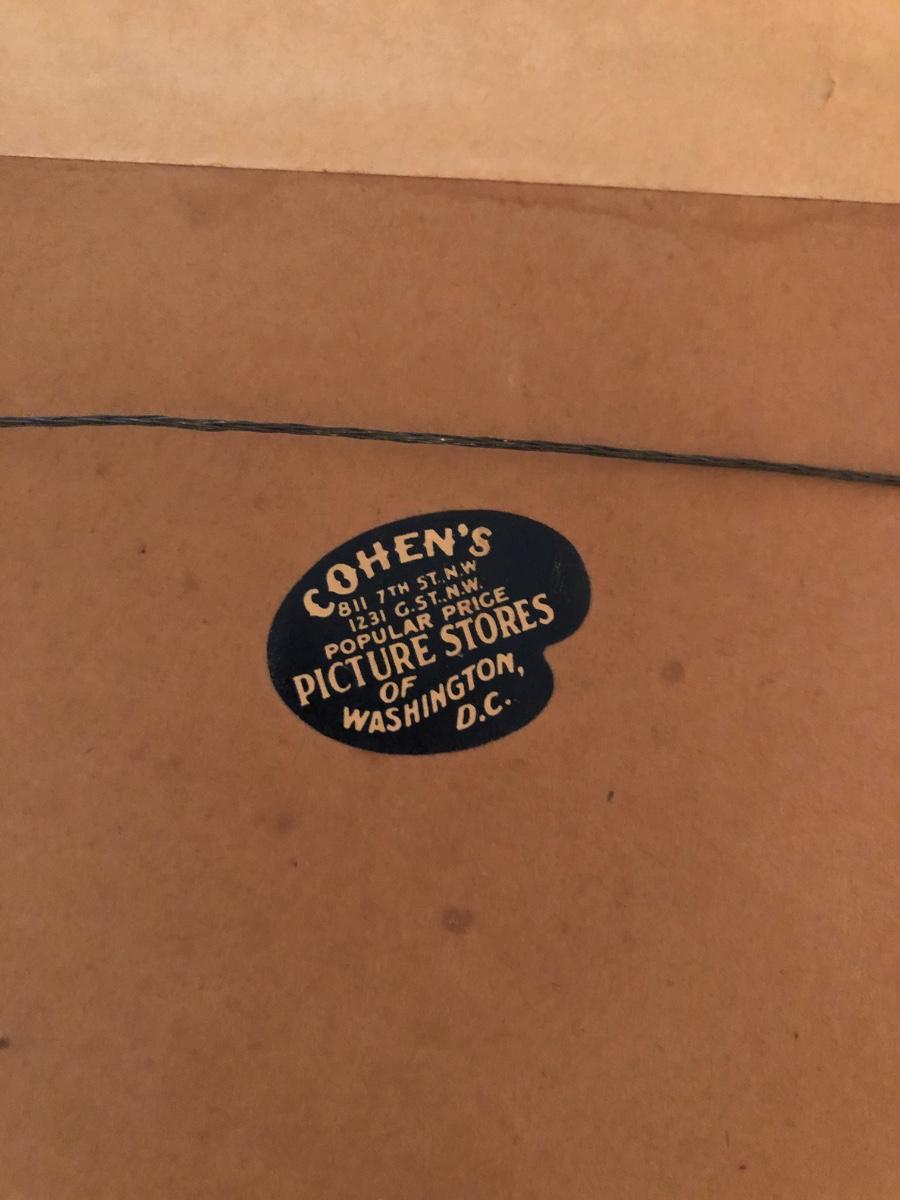 COHEN'S
811 7TH ST., N.W
1231 G. ST., N.W.
POPULAR PRICE
PICTURE STORES
OF
WASHINGTON,
D.C.